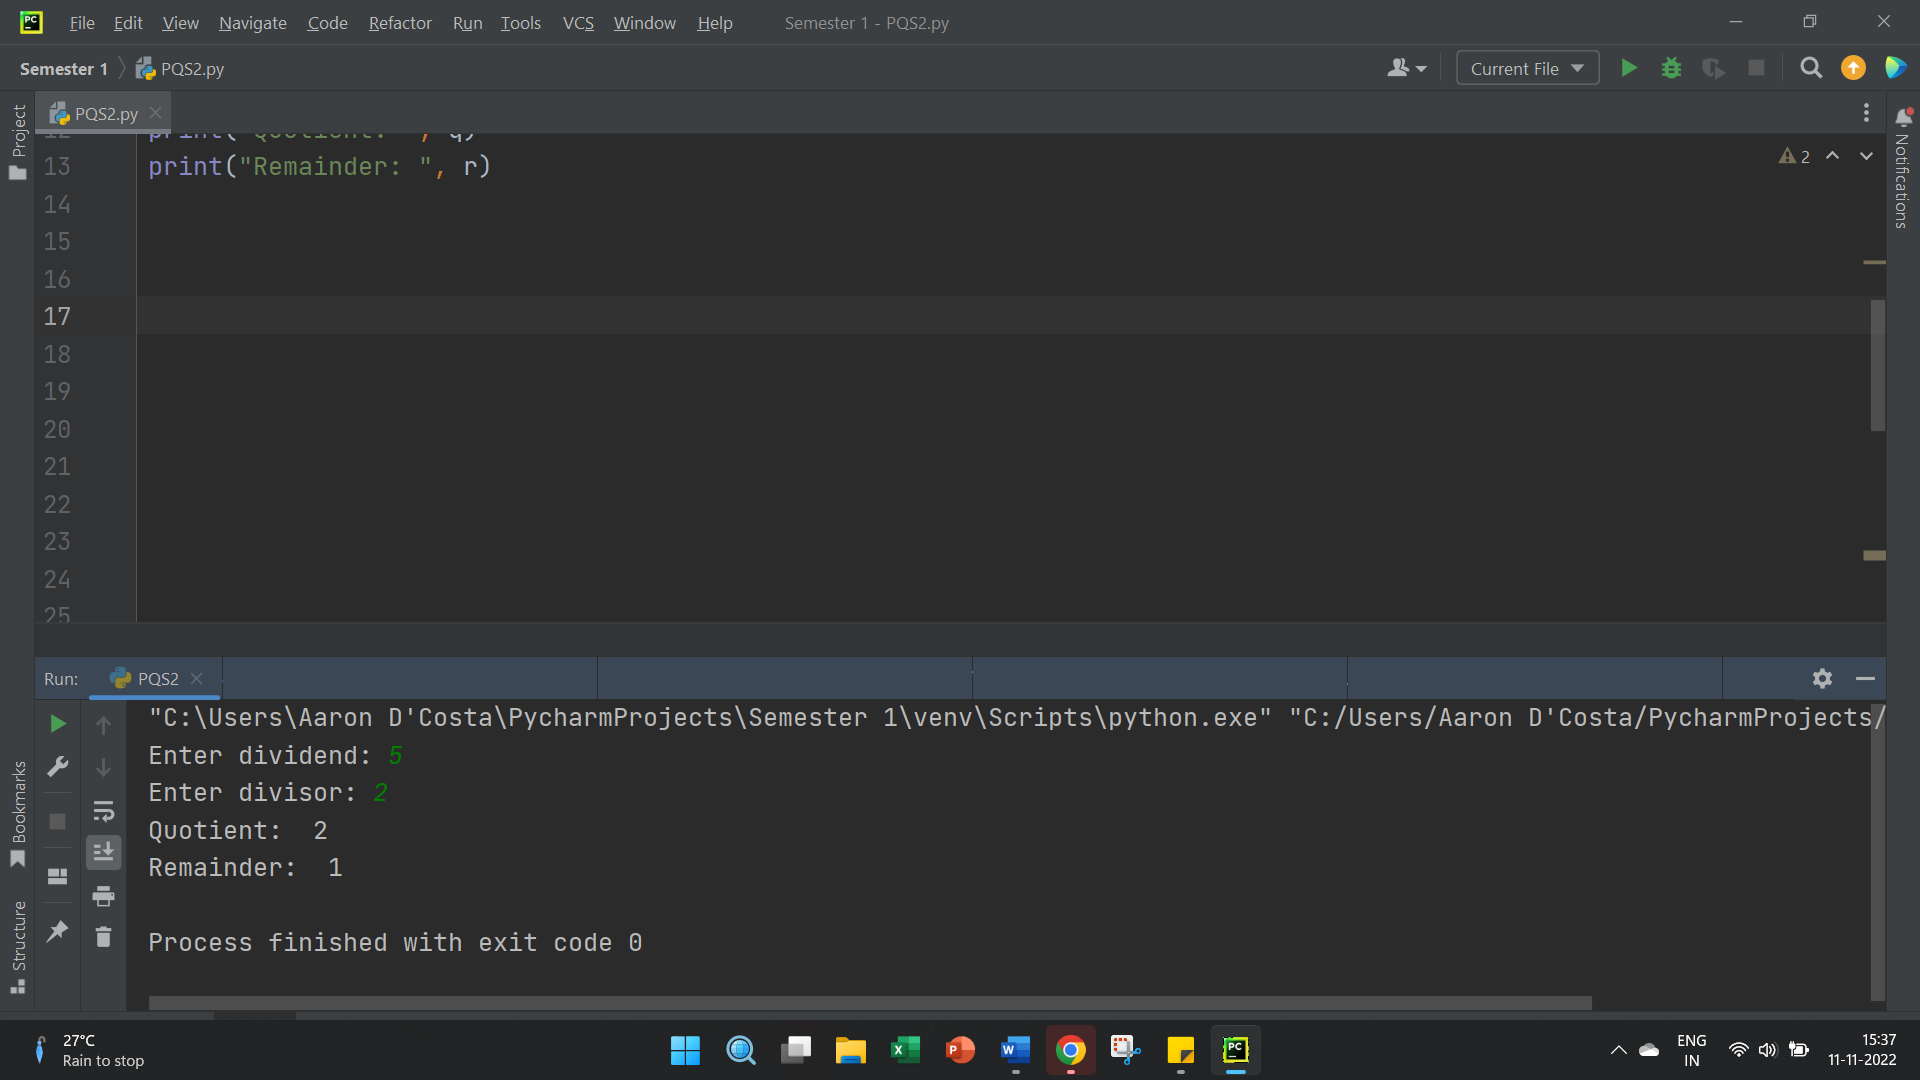 File Edit View Navigate Code Refactor Run Tools VCS Window Help Semester 1 - PQS2.py
Semester 1 PQS2.py Current File
PQS2.py
Project
Notifications
12 print("Quotient: ", q)
13 print("Remainder: ", r)
2
14
15
16
17
18
19
20
21
22
23
24
25
Run: PQS2
"C:\Users\Aaron D'Costa\PycharmProjects\Semester 1\venv\Scripts\python.exe" "C:/Users/Aaron D'Costa/PycharmProjects/
Enter dividend: 5
Enter divisor: 2
Quotient:  2
Remainder:  1
Process finished with exit code 0
Bookmarks
Structure
27°C
Rain to stop
ENG
IN
15:37
11-11-2022